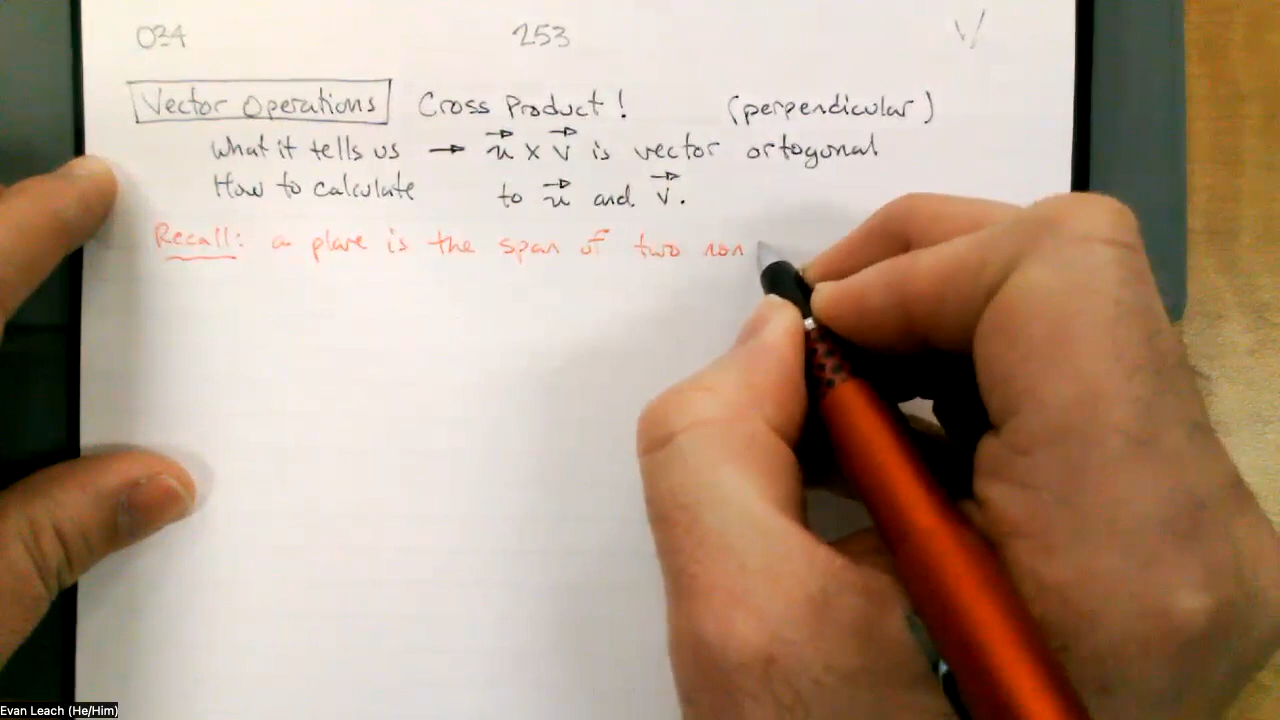 034 253 V
Vector Operations Cross Product! (perpendicular)
What it tells us → u x v is vector ortogonal
How to calculate to u and v.
Recall: a plane is the span of two non
Evan Leach (He/Him)